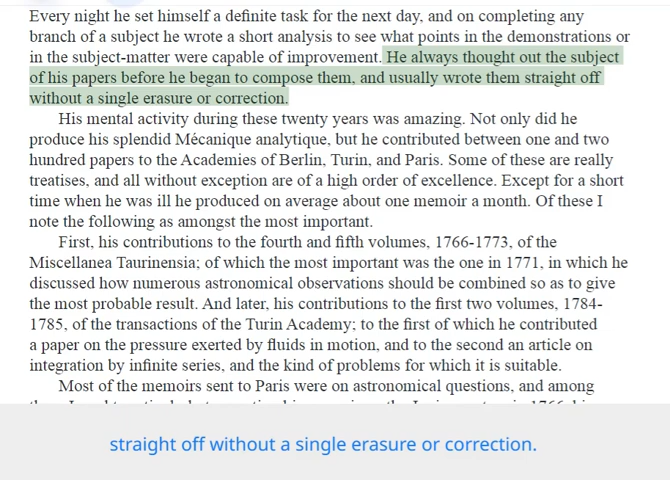 Every night he set himself a definite task for the next day, and on completing any
branch of a subject he wrote a short analysis to see what points in the demonstrations or
in the subject-matter were capable of improvement. He always thought out the subject
of his papers before he began to compose them, and usually wrote them straight off
without a single erasure or correction.
His mental activity during these twenty years was amazing. Not only did he
produce his splendid Mécanique analytique, but he contributed between one and two
hundred papers to the Academies of Berlin, Turin, and Paris. Some of these are really
treatises, and all without exception are of a high order of excellence. Except for a short
time when he was ill he produced on average about one memoir a month. Of these I
note the following as amongst the most important.
First, his contributions to the fourth and fifth volumes, 1766-1773, of the
Miscellanea Taurinensia; of which the most important was the one in 1771, in which he
discussed how numerous astronomical observations should be combined so as to give
the most probable result. And later, his contributions to the first two volumes, 1784-
1785, of the transactions of the Turin Academy; to the first of which he contributed
a paper on the pressure exerted by fluids in motion, and to the second an article on
integration by infinite series, and the kind of problems for which it is suitable.
Most of the memoirs sent to Paris were on astronomical questions, and among
straight off without a single erasure or correction.